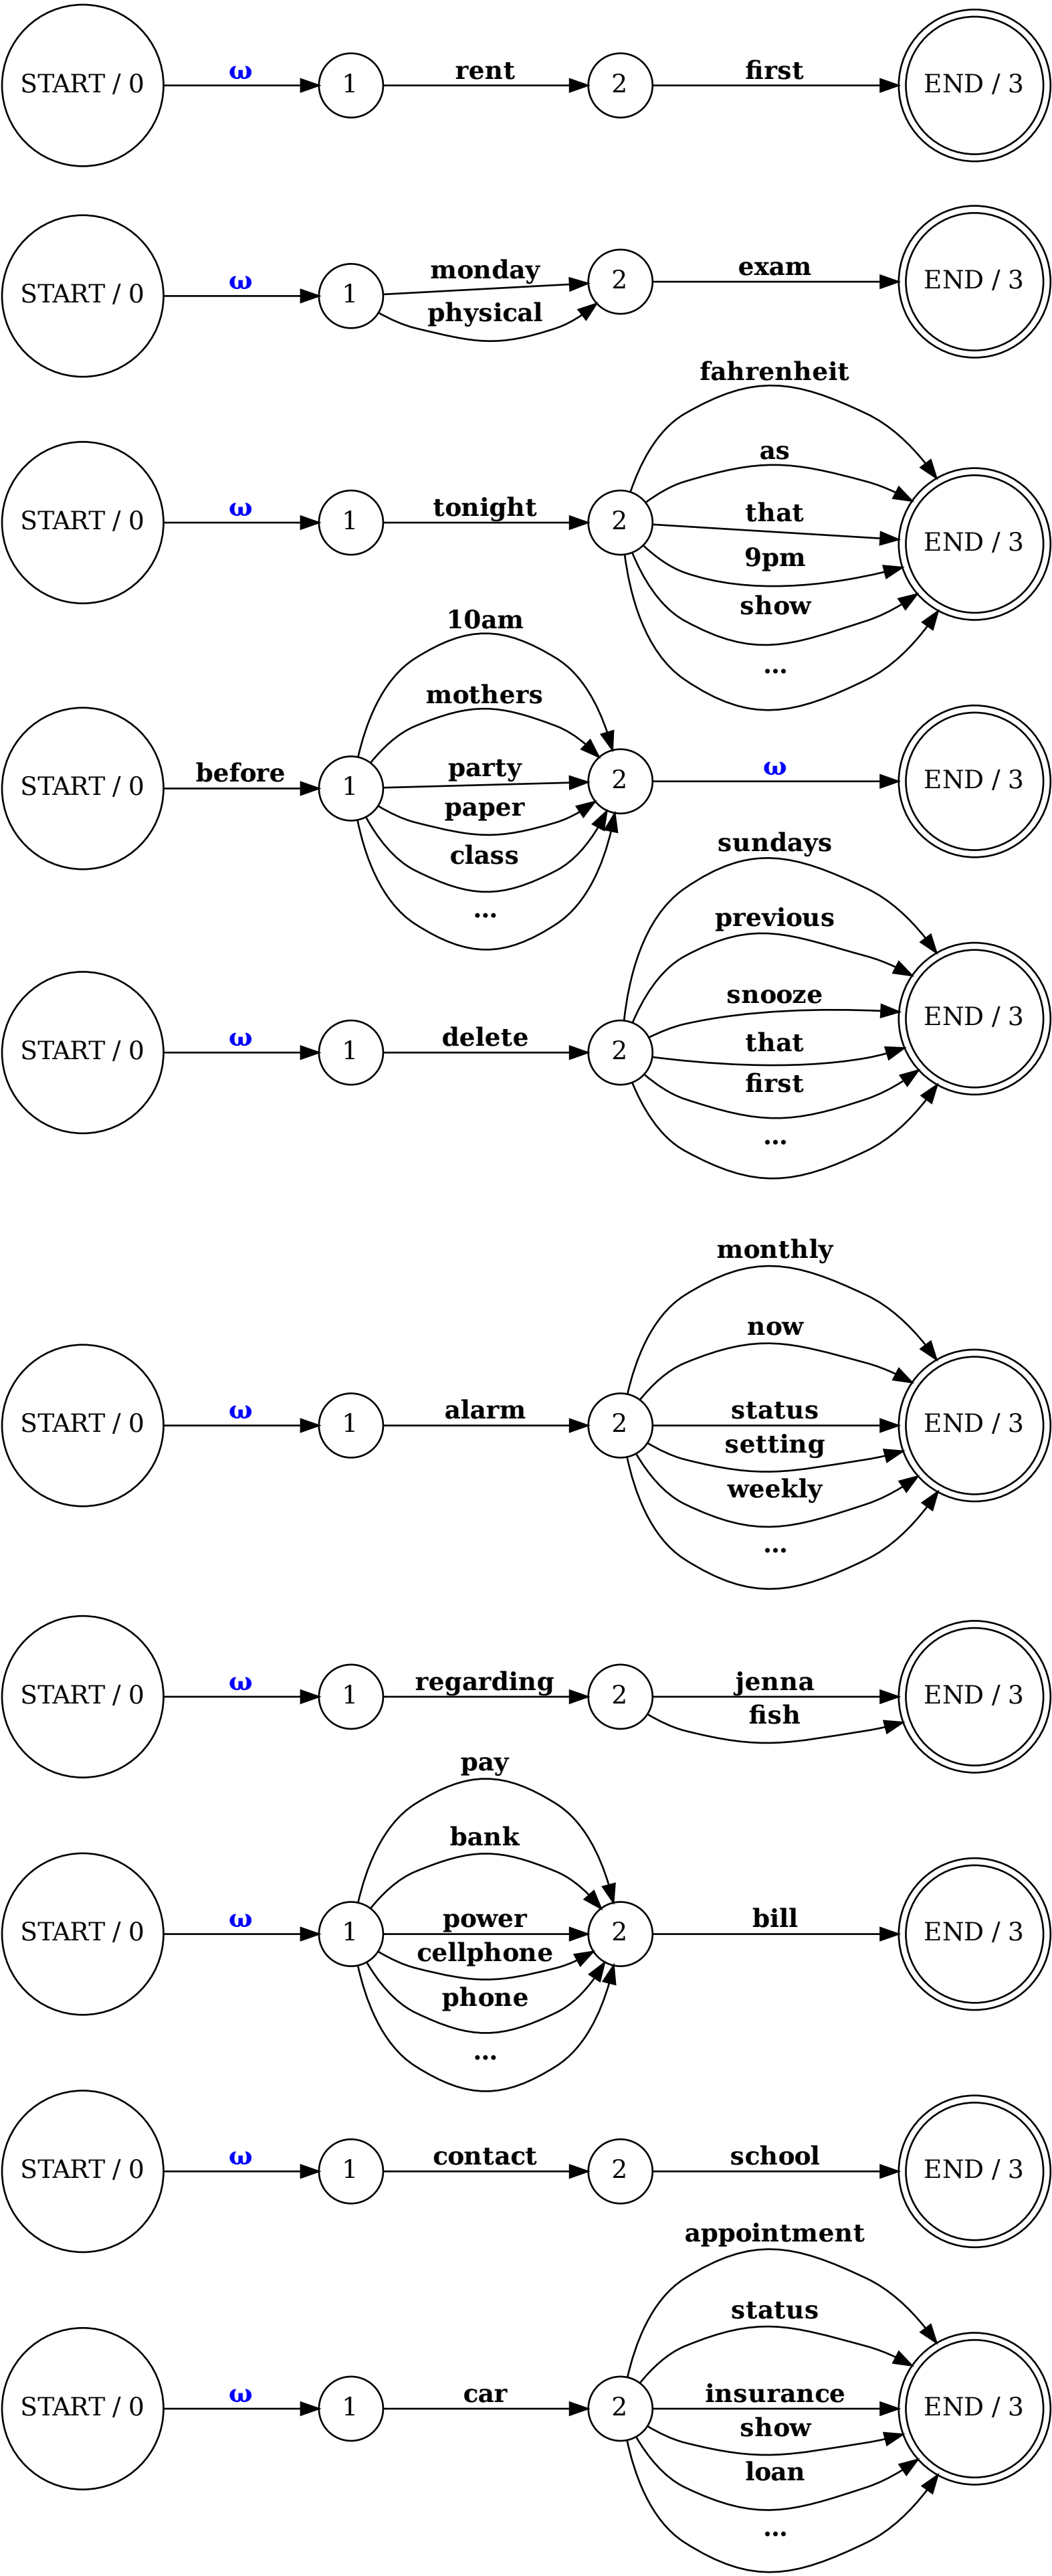 START / 0 ω 1 rent 2 first END / 3
START / 0 ω 1 monday physical 2 exam END / 3
START / 0 ω 1 tonight 2 fahrenheit as that 9pm show ... END / 3
START / 0 before 1 10am mothers party paper class ... 2 ω END / 3
START / 0 ω 1 delete 2 sundays previous snooze that first ... END / 3
START / 0 ω 1 alarm 2 monthly now status setting weekly ... END / 3
START / 0 ω 1 regarding 2 jenna fish END / 3
START / 0 ω 1 pay bank power cellphone phone ... 2 bill END / 3
START / 0 ω 1 contact 2 school END / 3
START / 0 ω 1 car 2 appointment status insurance show loan ... END / 3